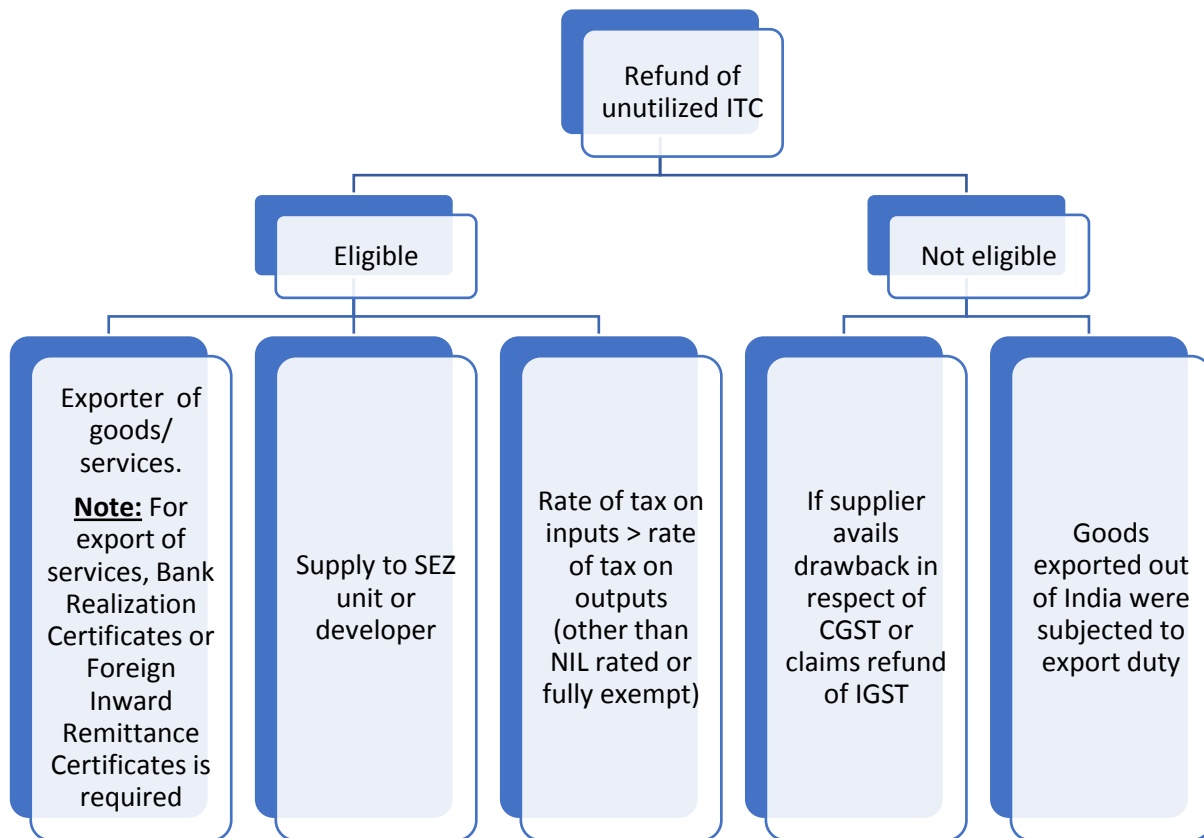 Refund of
unutilized ITC
Eligible
Not eligible
Exporter of
goods/
services.
Note: For
export of
services, Bank
Realization
Certificates or
Foreign
Inward
Remittance
Certificates is
required
Supply to SEZ
unit or
developer
Rate of tax on
inputs > rate
of tax on
outputs
(other than
NIL rated or
fully exempt)
If supplier
avails
drawback in
respect of
CGST or
claims refund
of IGST
Goods
exported out
of India were
subjected to
export duty